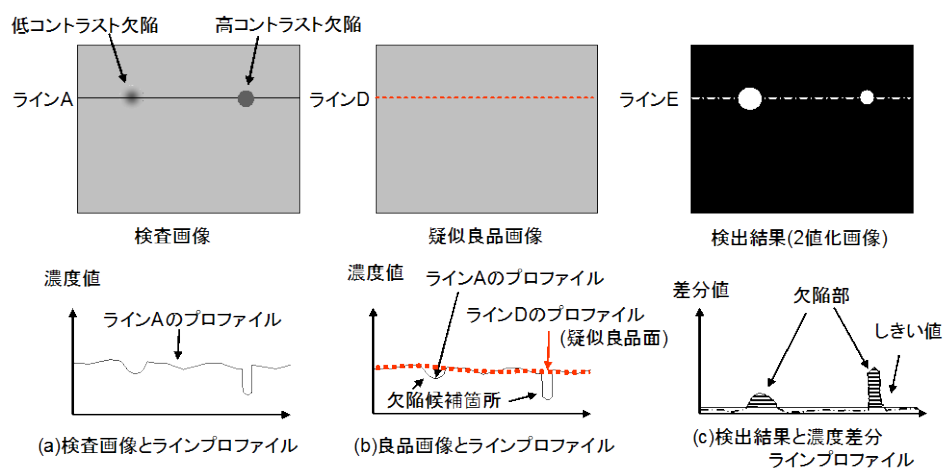 低コントラスト欠陥
高コントラスト欠陥
ラインA
ラインD
ラインE
検査画像
疑似良品画像
検出結果(2値化画像)
濃度値
ラインAのプロファイル
(a)検査画像とラインプロファイル
濃度値
ラインAのプロファイル
ラインDのプロファイル
(疑似良品面)
欠陥候補箇所
(b)良品画像とラインプロファイル
差分値
欠陥部
しきい値
(c)検出結果と濃度差分
ラインプロファイル